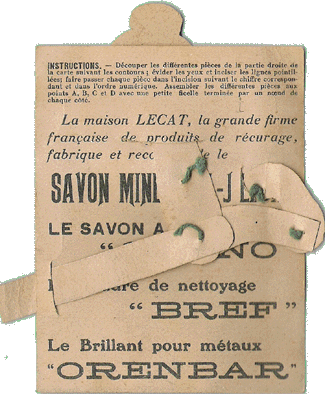 INSTRUCTIONS. — Découper les différentes pièces de la partie droite de
la carte suivant les contours ; évider les yeux et inciser les lignes pointil-
lées; faire passer chaque pièce dans l'incision suivant le chiffre correspon-
dant et dans l'ordre numérique. Assembler les différentes pièces aux
points A, B, C et D avec une petite ficelle terminée par un nœud de
chaque côté.
La maison LECAT, la grande firme
française de produits de récurage,
fabrique et le
SAVON
LE SAVON A
de nettoyage
“ BREF ”
Le Brillant pour métaux
“ORENBAR”